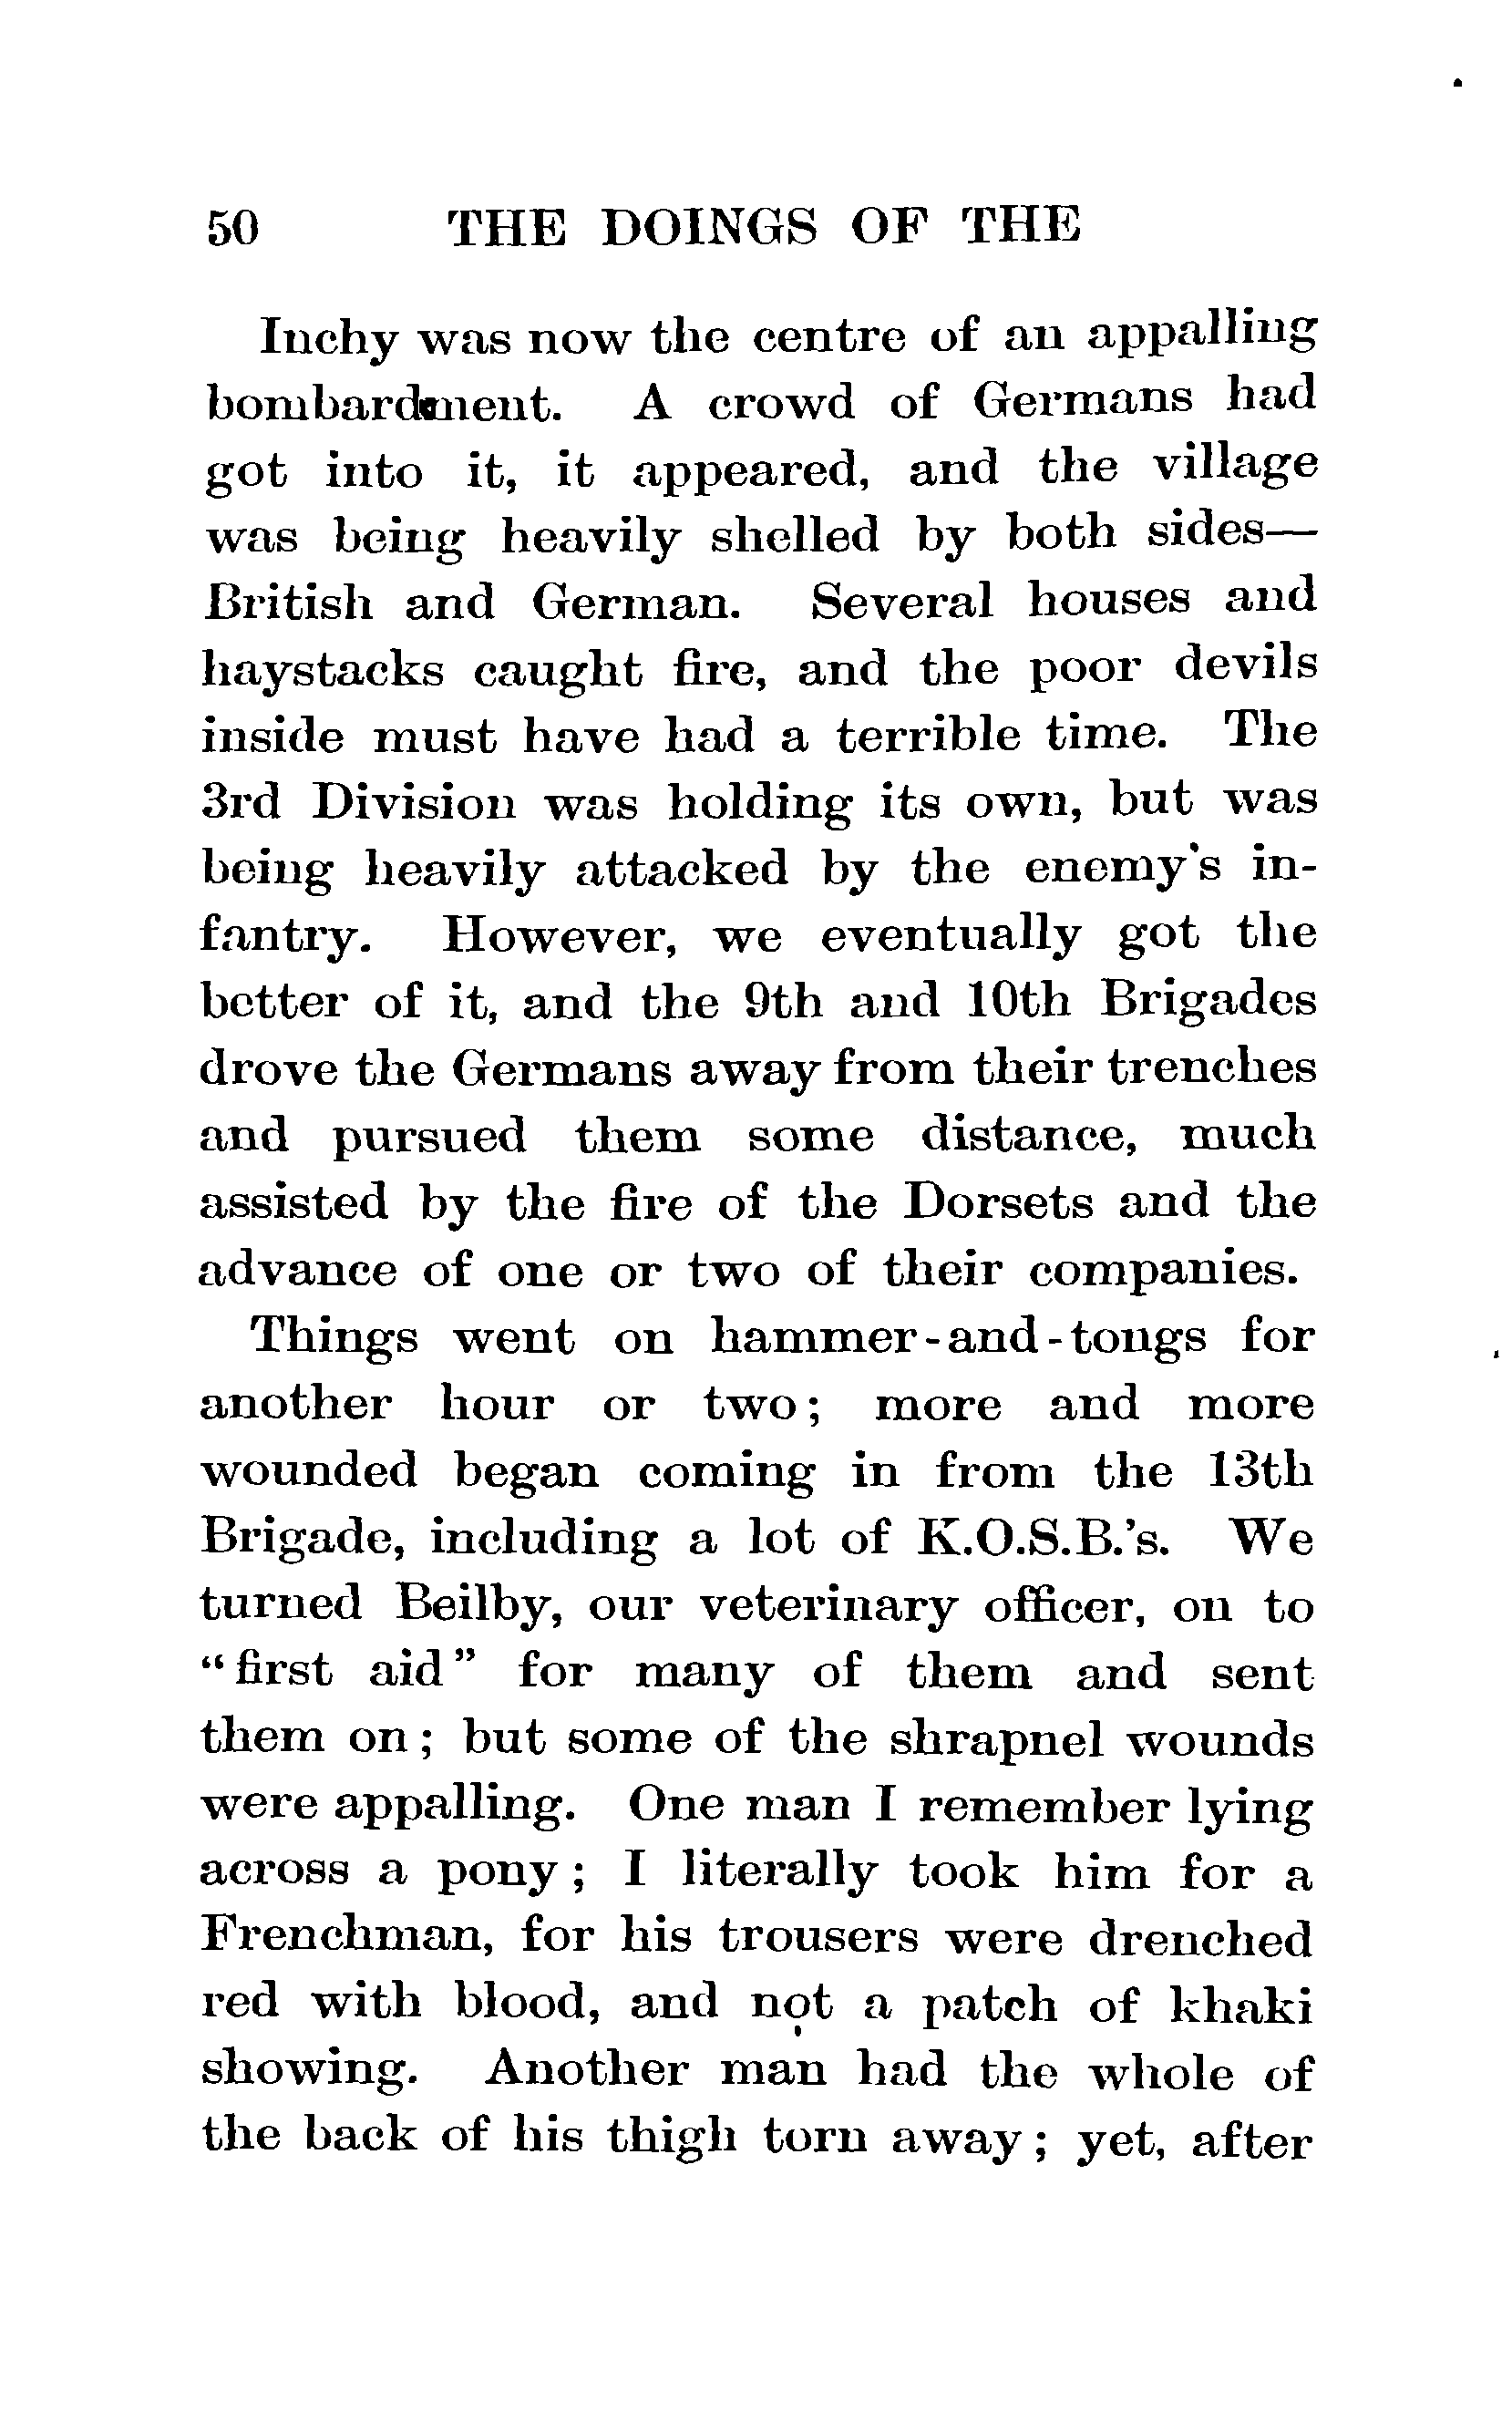 50 THE DOINGS OF THE
Inchy was now the centre of an appalling
bombardment. A crowd of Germans had
got into it, it appeared, and the village
was being heavily shelled by both sides—
British and German. Several houses and
haystacks caught fire, and the poor devils
inside must have had a terrible time. The
3rd Division was holding its own, but was
being heavily attacked by the enemy's in-
fantry. However, we eventually got the
better of it, and the 9th and 10th Brigades
drove the Germans away from their trenches
and pursued them some distance, much
assisted by the fire of the Dorsets and the
advance of one or two of their companies.
Things went on hammer-and-tongs for
another hour or two; more and more
wounded began coming in from the 13th
Brigade, including a lot of K.O.S.B.'s. We
turned Beilby, our veterinary officer, on to
"first aid" for many of them and sent
them on; but some of the shrapnel wounds
were appalling. One man I remember lying
across a pony; I literally took him for a
Frenchman, for his trousers were drenched
red with blood, and not a patch of khaki
showing. Another man had the whole of
the back of his thigh torn away; yet, after